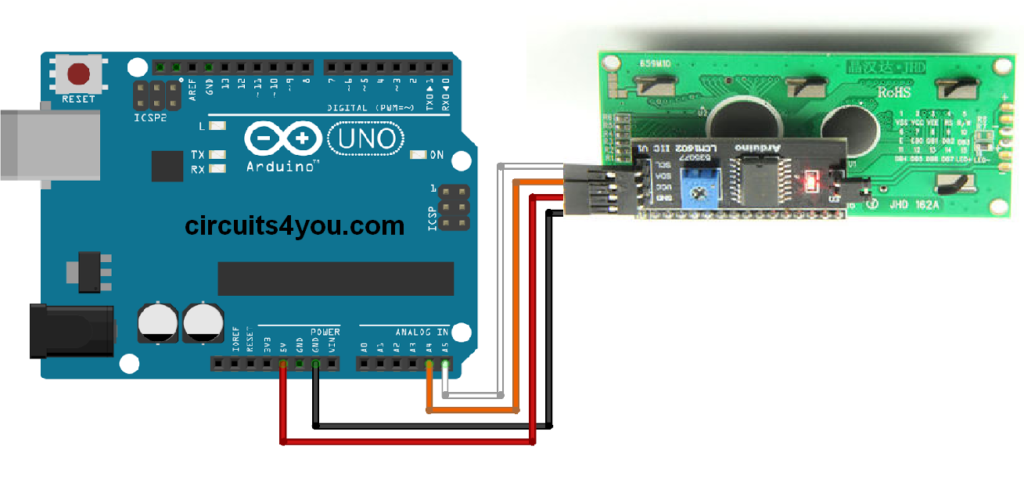 RESET
ICSP2
AREF
GND
13
12
~11
~10
~9
8
7
~6
~5
4
~3
2
TX0▶1
RX0◀0
DIGITAL (PWM=~)
L
TX
RX
UNO
Arduino™
ON
1
ICSP
circuits4you.com
IOREF
RESET
3V3
5V
GND
GND
VIN
POWER
A0
A1
A2
A3
A4
A5
ANALOG IN
RoHS
LCM1602 IIC V1
Arduino
SCL
SDA
VCC
GND
JHD 162A